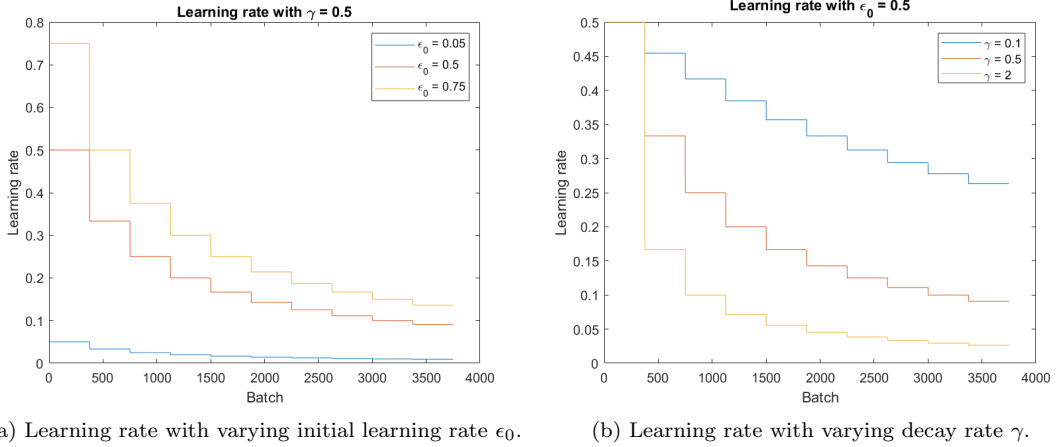 Learning rate with γ = 0.5
0.8
0.7
0.6
0.5
0.4
0.3
0.2
0.1
0
Learning rate
ϵ0 = 0.05
ϵ0 = 0.5
ϵ0 = 0.75
0 500 1000 1500 2000 2500 3000 3500 4000
Batch
a) Learning rate with varying initial learning rate ϵ0.
Learning rate with ϵ0 = 0.5
0.5
0.45
0.4
0.35
0.3
0.25
0.2
0.15
0.1
0.05
0
Learning rate
γ = 0.1
γ = 0.5
γ = 2
0 500 1000 1500 2000 2500 3000 3500 4000
Batch
(b) Learning rate with varying decay rate γ.